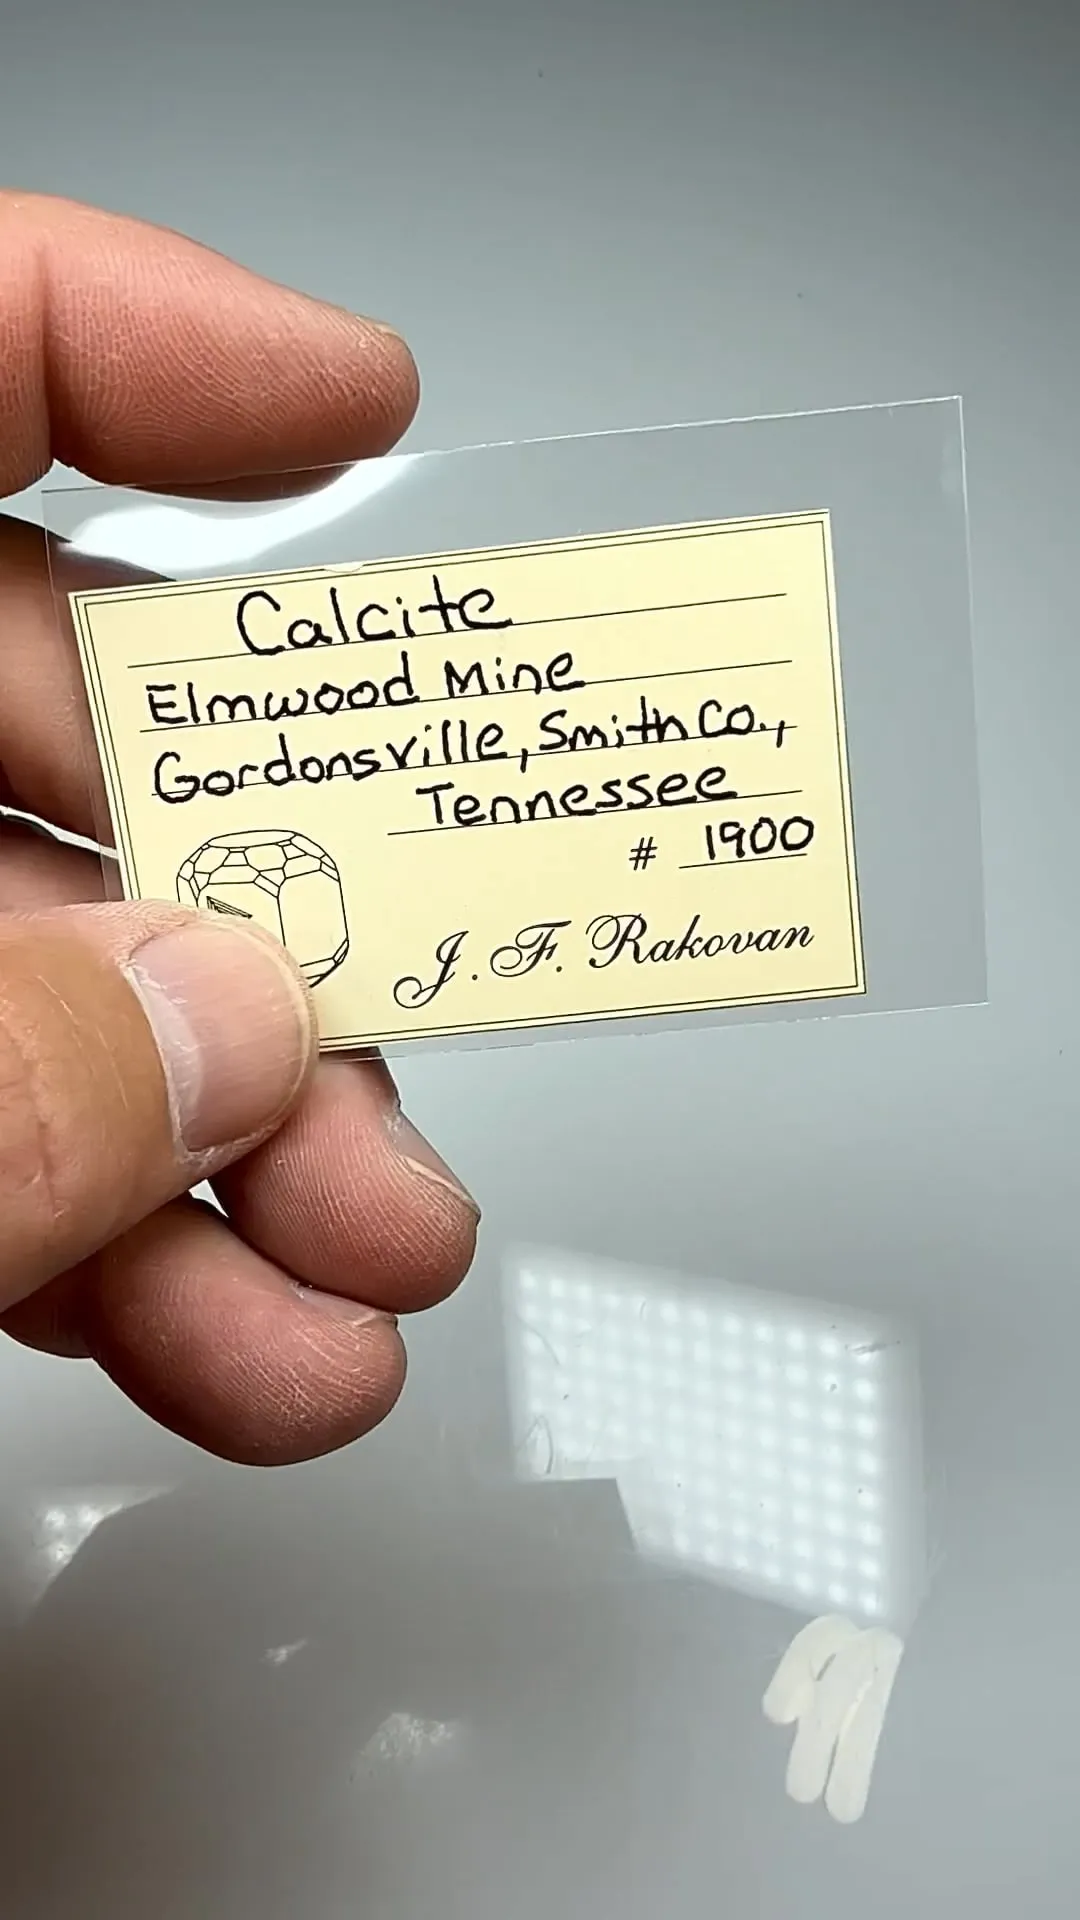 Calcite
Elmwood Mine
Gordonsville, Smith Co.,
Tennessee
# 1900
J. F. Rakovan